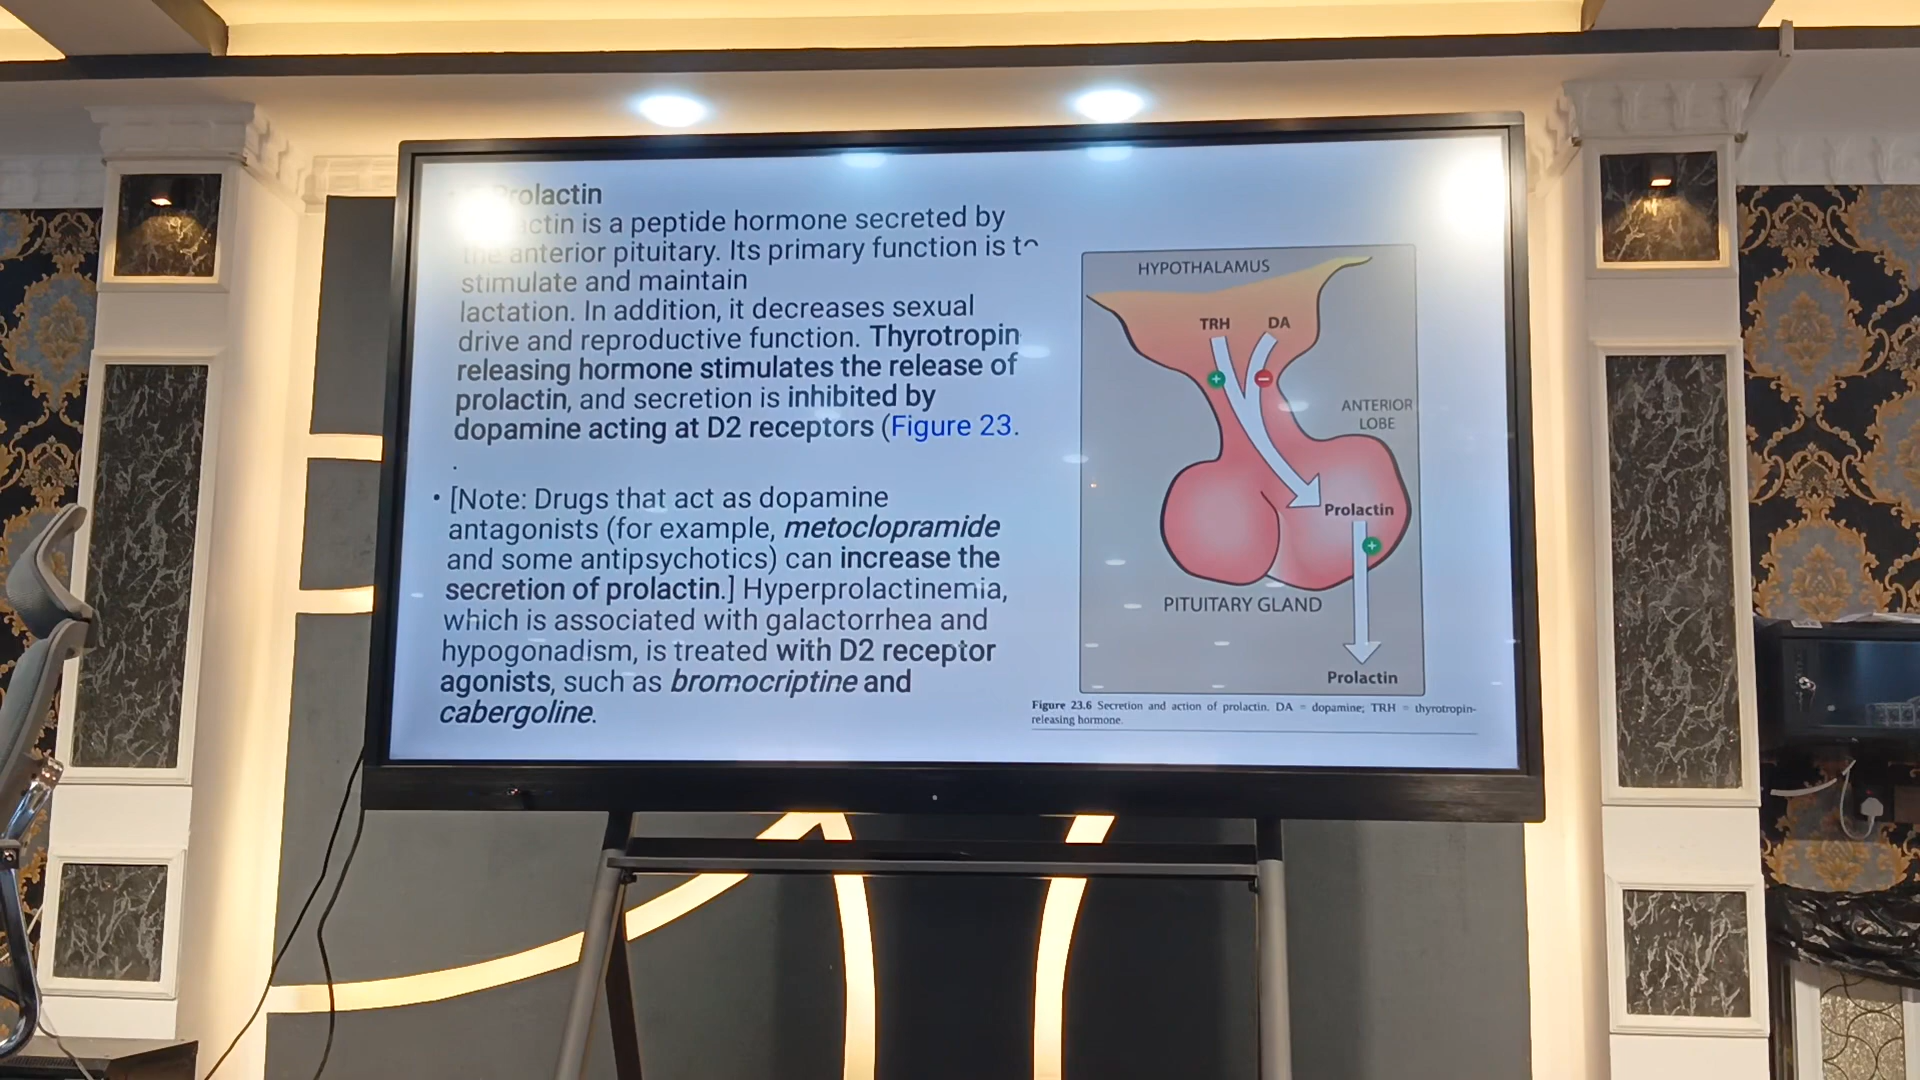 Prolactin
is a peptide hormone secreted by
the anterior pituitary. Its primary function is to
stimulate and maintain
lactation. In addition, it decreases sexual
drive and reproductive function. Thyrotropin
releasing hormone stimulates the release of
prolactin, and secretion is inhibited by
dopamine acting at D2 receptors (Figure 23.
.
• [Note: Drugs that act as dopamine
antagonists (for example, metoclopramide
and some antipsychotics) can increase the
secretion of prolactin.] Hyperprolactinemia,
which is associated with galactorrhea and
hypogonadism, is treated with D2 receptor
agonists, such as bromocriptine and
cabergoline.
HYPOTHALAMUS
TRH DA
+ −
ANTERIOR
LOBE
Prolactin
+
PITUITARY GLAND
Prolactin
Figure 23.6 Secretion and action of prolactin. DA = dopamine; TRH = thyrotropin-
releasing hormone.